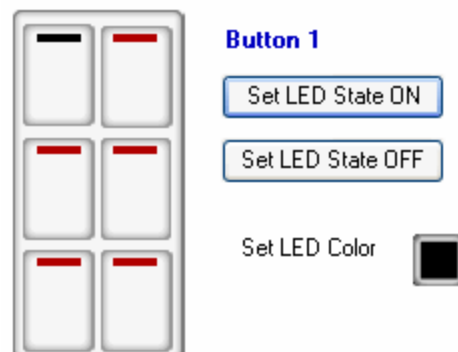 Button 1
Set LED State ON
Set LED State OFF
Set LED Color